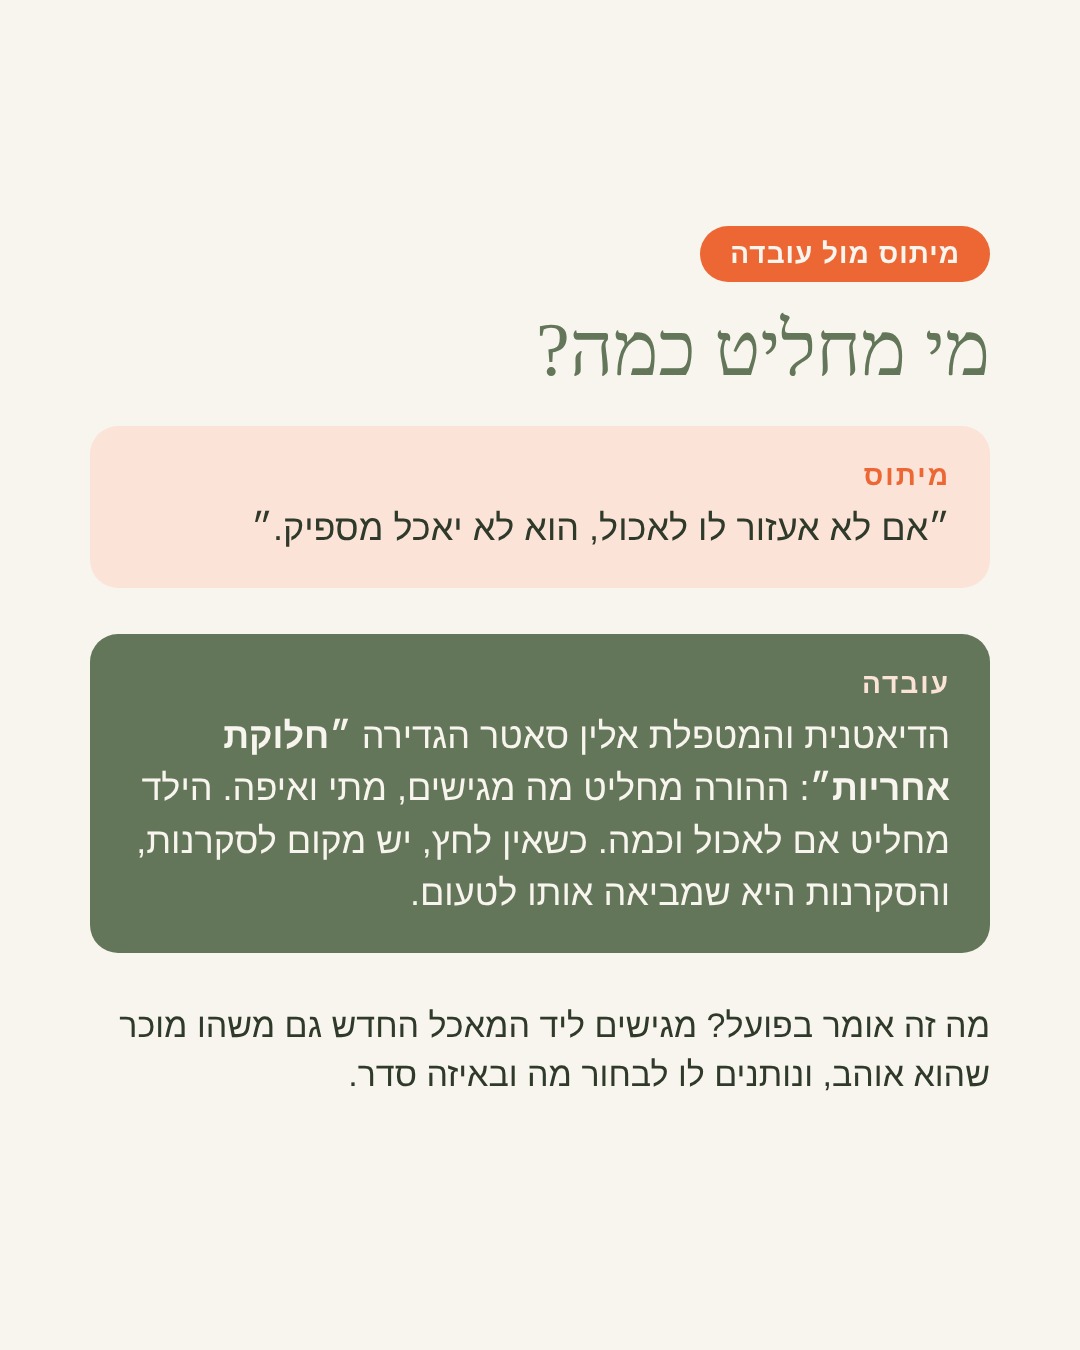 מיתוס מול עובדה
מי מחליט כמה?
מיתוס
״אם לא אעזור לו לאכול, הוא לא יאכל מספיק.״
עובדה
הדיאטנית והמטפלת אלין סאטר הגדירה ״חלוקת
אחריות״: ההורה מחליט מה מגישים, מתי ואיפה. הילד
מחליט אם לאכול וכמה. כשאין לחץ, יש מקום לסקרנות,
והסקרנות היא שמביאה אותו לטעום.
מה זה אומר בפועל? מגישים ליד המאכל החדש גם משהו מוכר
שהוא אוהב, ונותנים לו לבחור מה ובאיזה סדר.